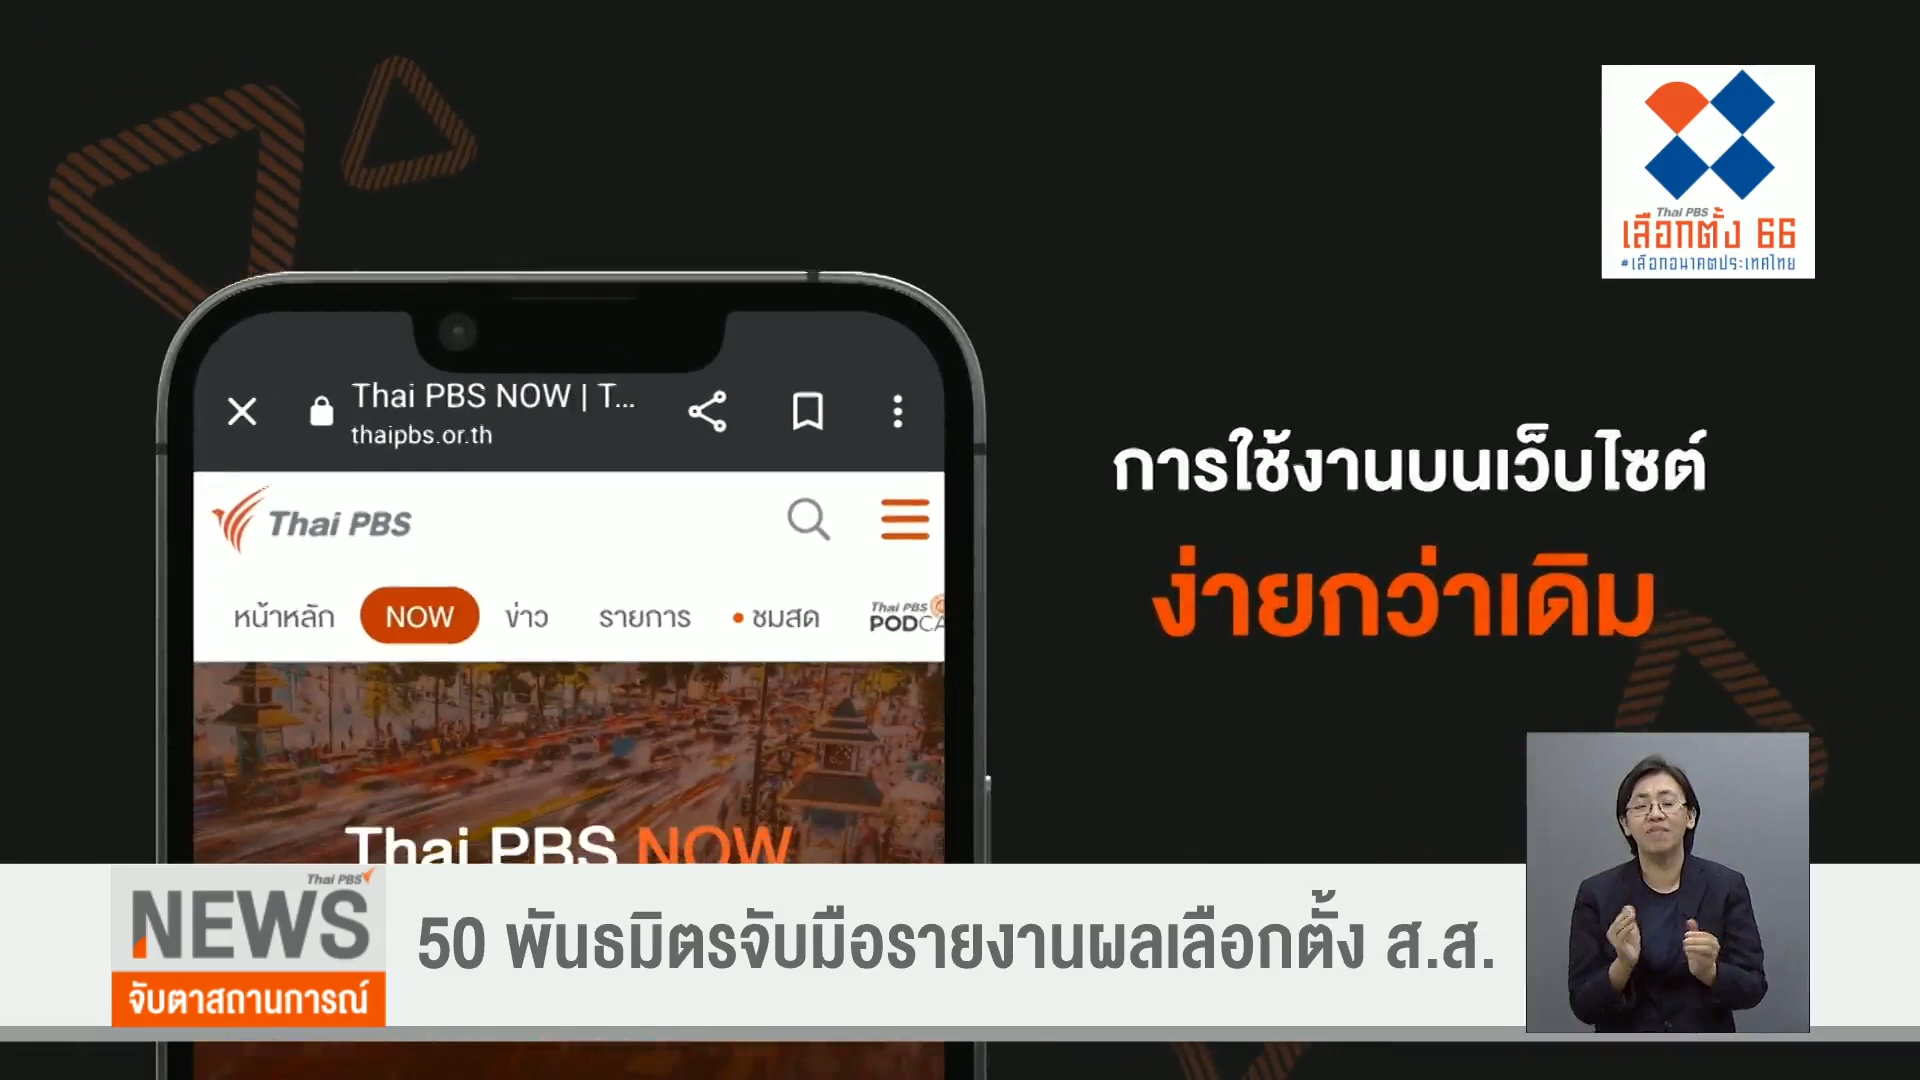 Thai PBS
เลือกตั้ง 66
#เลือกอนาคตประเทศไทย
Thai PBS NOW | T...
thaipbs.or.th
Thai PBS
หน้าหลัก NOW ข่าว รายการ • ชมสด Thai PBS
PODCA
การใช้งานบนเว็บไซต์
ง่ายกว่าเดิม
Thai PBS NOW
Thai PBS
NEWS
จับตาสถานการณ์
50 พันธมิตรจับมือรายงานผลเลือกตั้ง ส.ส.